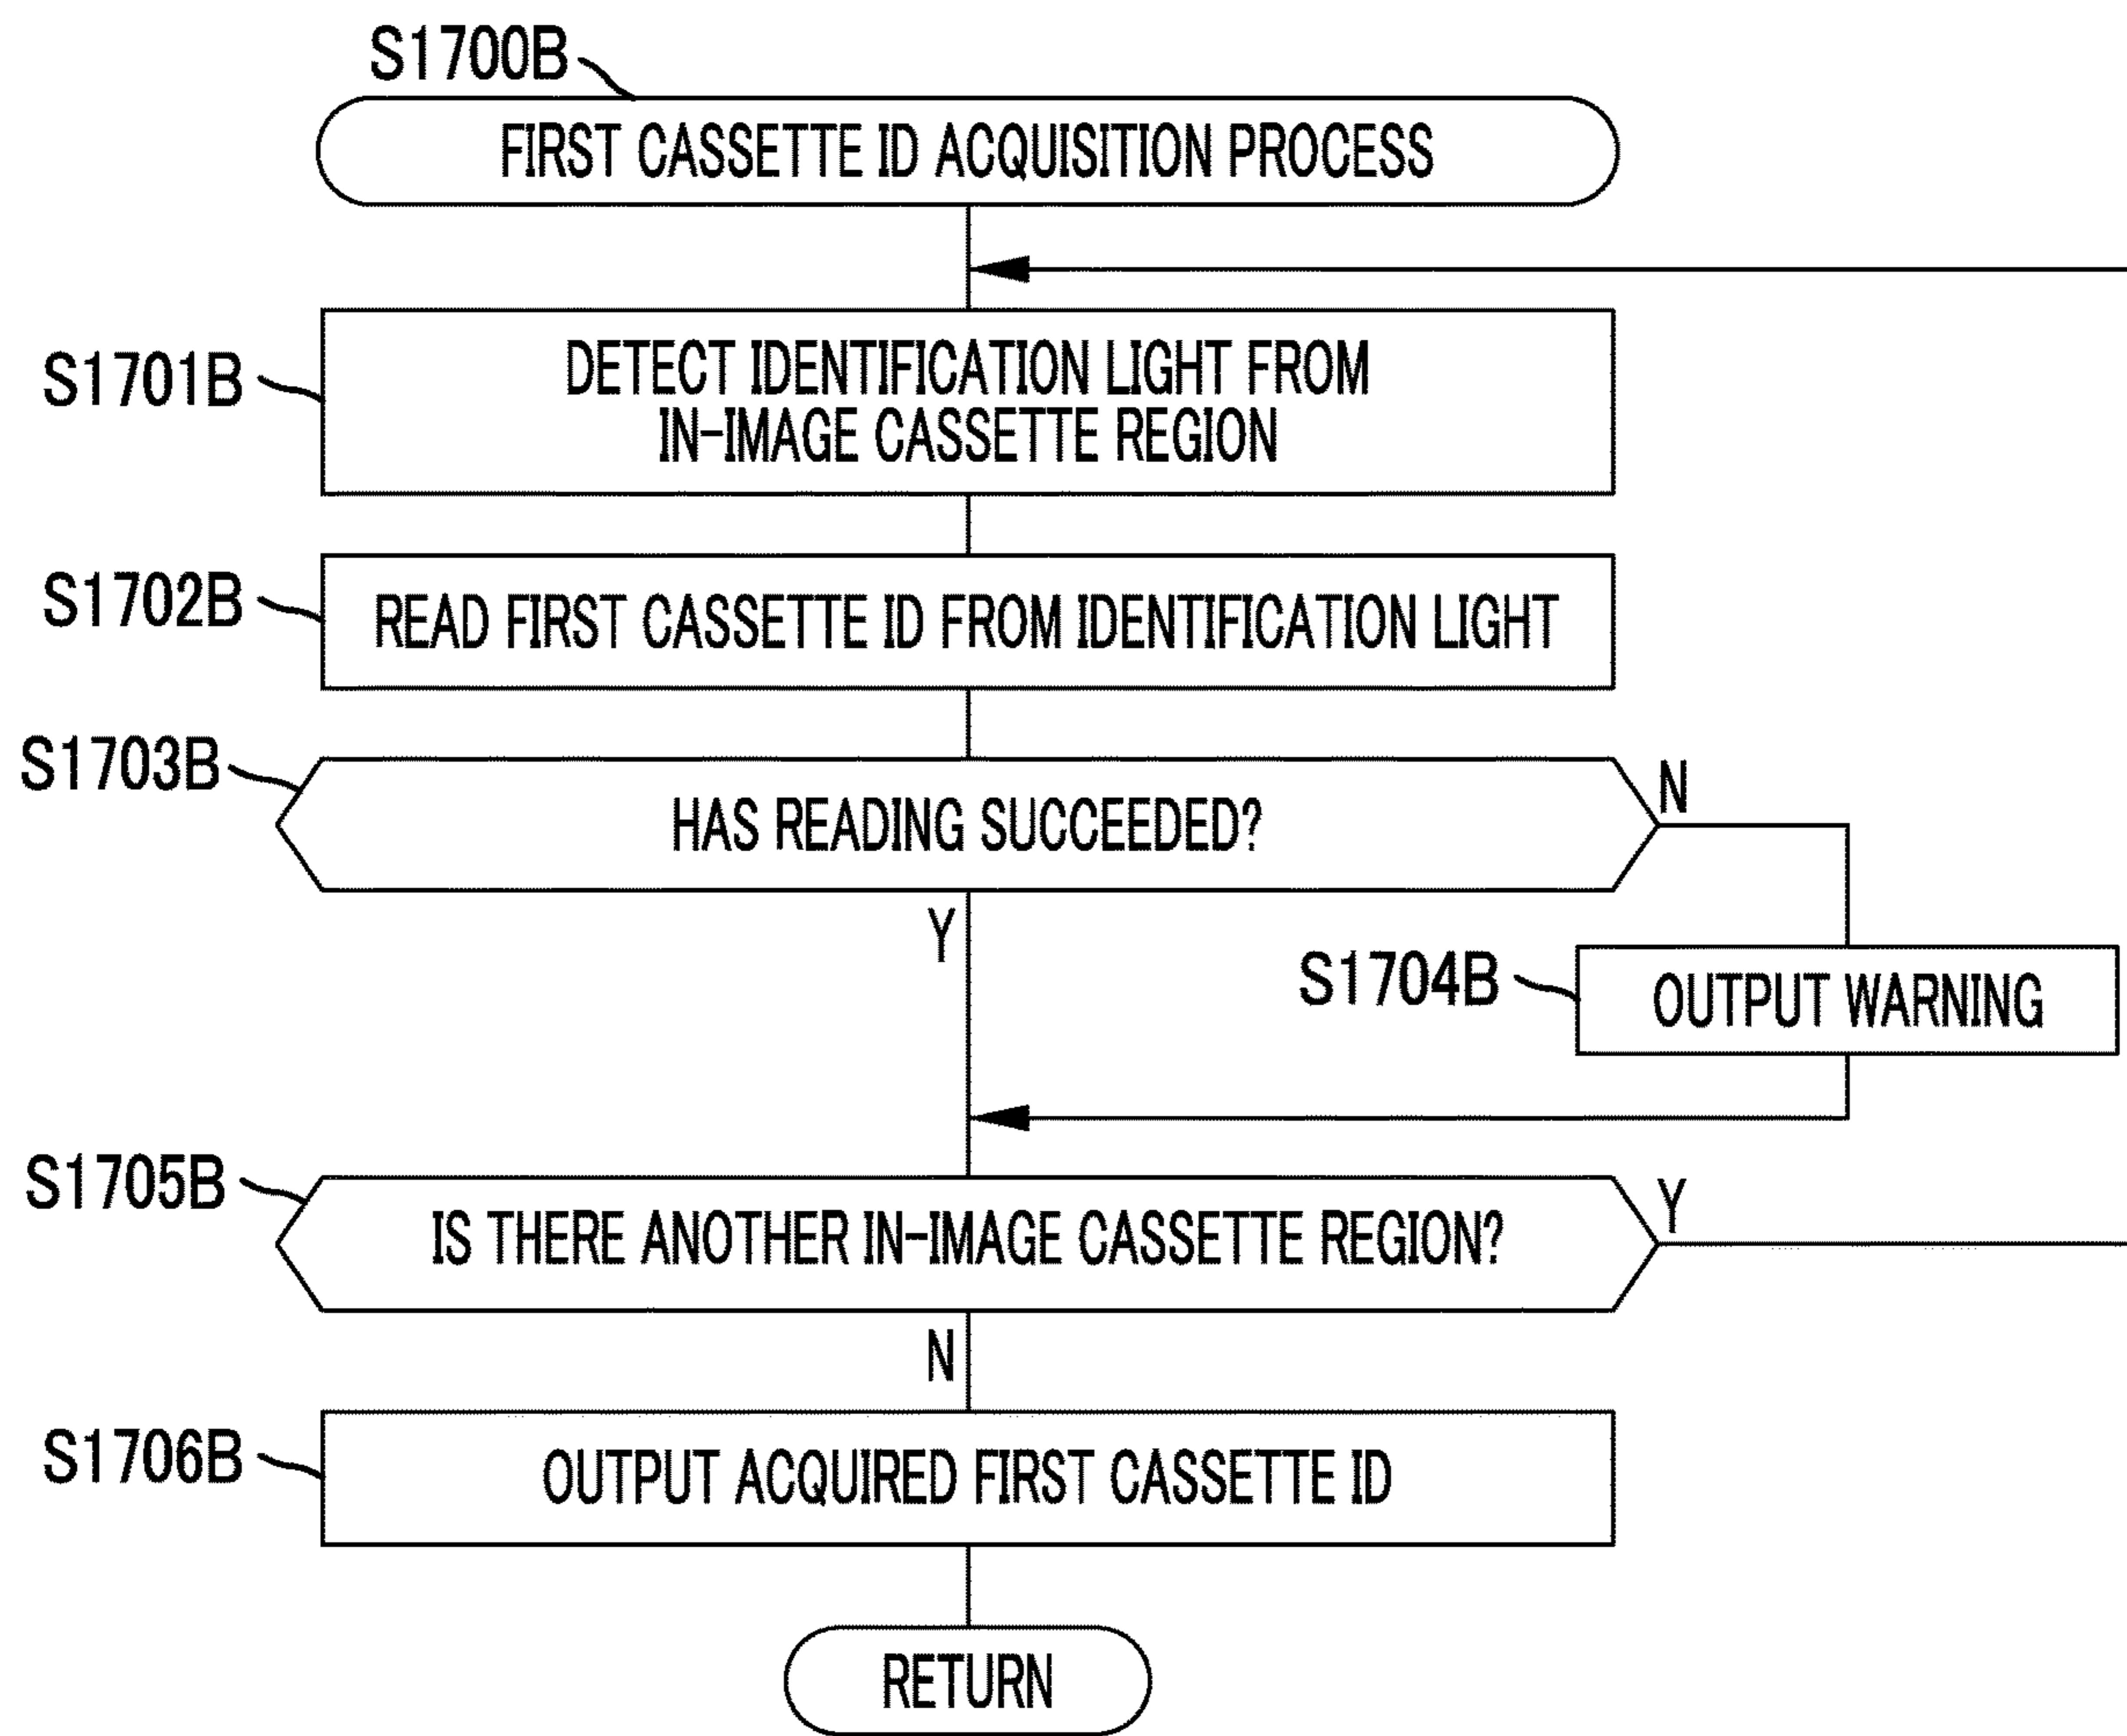 S1700B
FIRST CASSETTE ID ACQUISITION PROCESS
S1701B
DETECT IDENTIFICATION LIGHT FROM
IN-IMAGE CASSETTE REGION
S1702B
READ FIRST CASSETTE ID FROM IDENTIFICATION LIGHT
S1703B
HAS READING SUCCEEDED?
N
Y
S1704B
OUTPUT WARNING
S1705B
IS THERE ANOTHER IN-IMAGE CASSETTE REGION?
Y
N
S1706B
OUTPUT ACQUIRED FIRST CASSETTE ID
RETURN